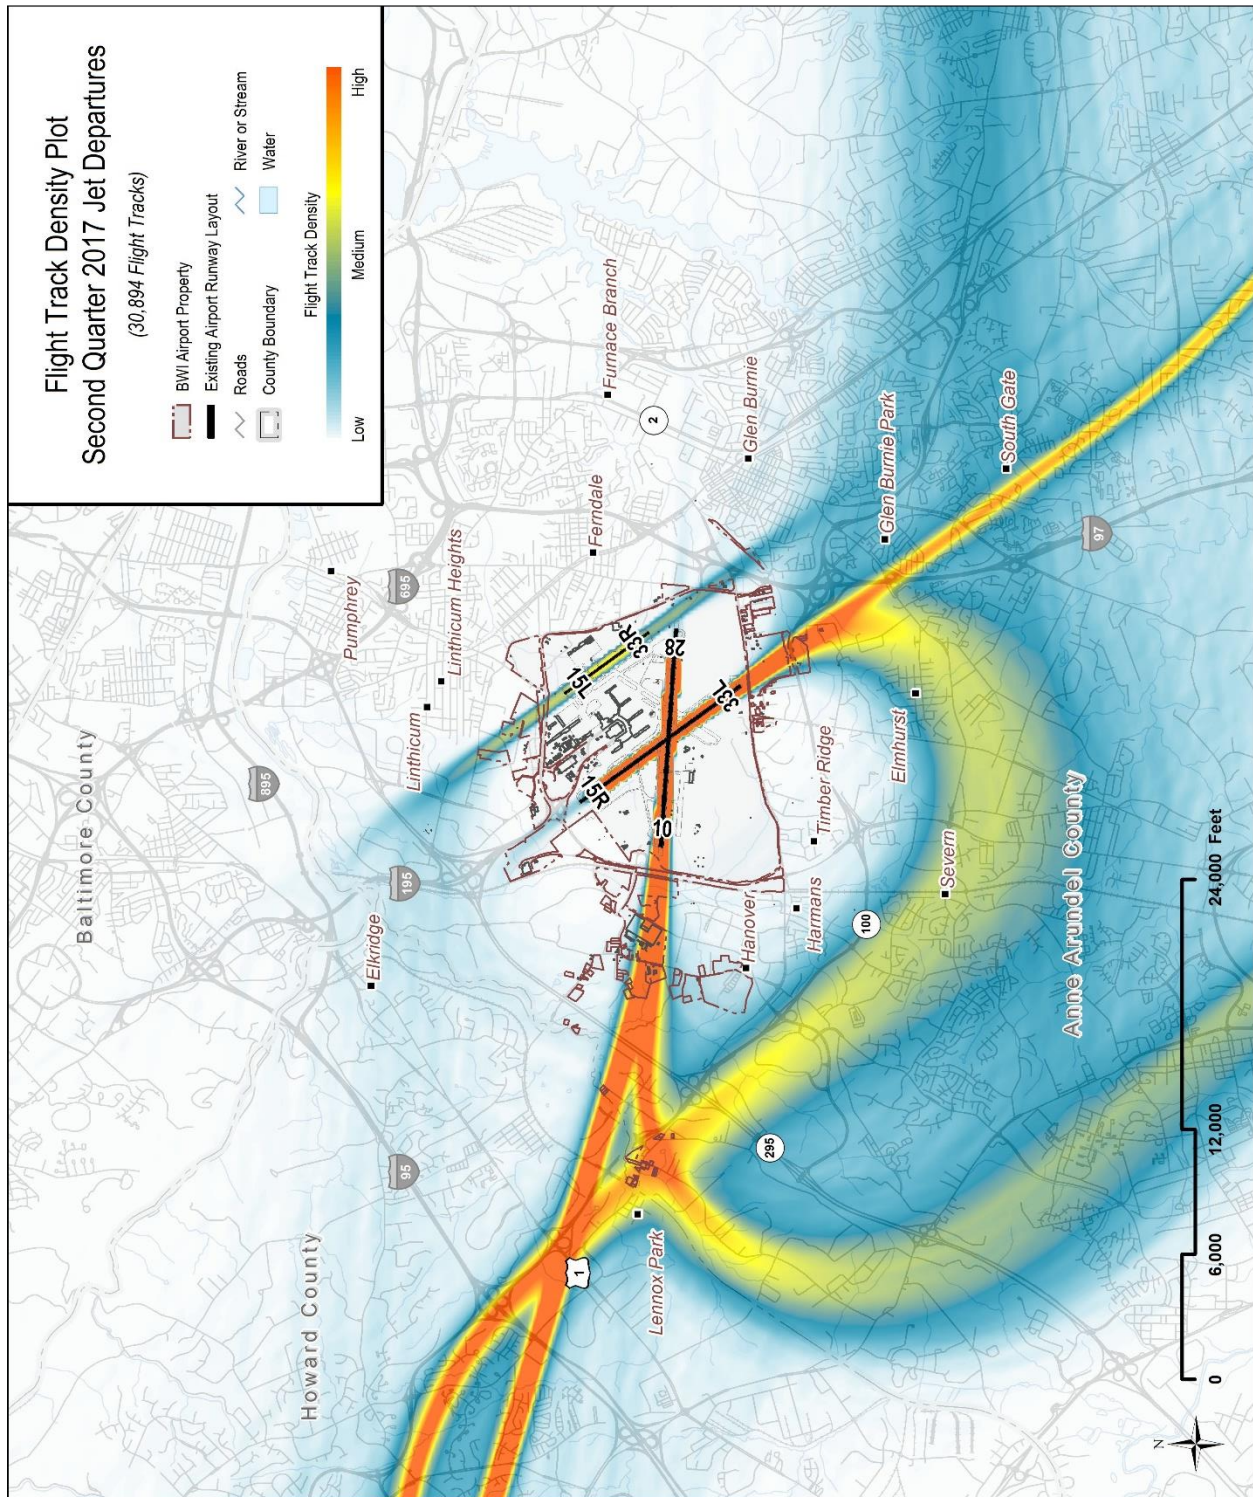 Flight Track Density Plot
Second Quarter 2017 Jet Departures
(30,894 Flight Tracks)
BWI Airport Property
Existing Airport Runway Layout
Roads
River or Stream
County Boundary
Water
Flight Track Density
Low
Medium
High
Baltimore County
Howard County
Anne Arundel County
Pumphrey
695
Linthicum Heights
Linthicum
895
195
Elkridge
95
Furnace Branch
2
Ferndale
Glen Burnie
15L
33R
28
15R
33L
10
Glen Burnie Park
South Gate
97
Timber Ridge
Elmhurst
Harmans
Hanover
100
Severn
295
Lennox Park
1
N
0
6,000
12,000
24,000 Feet